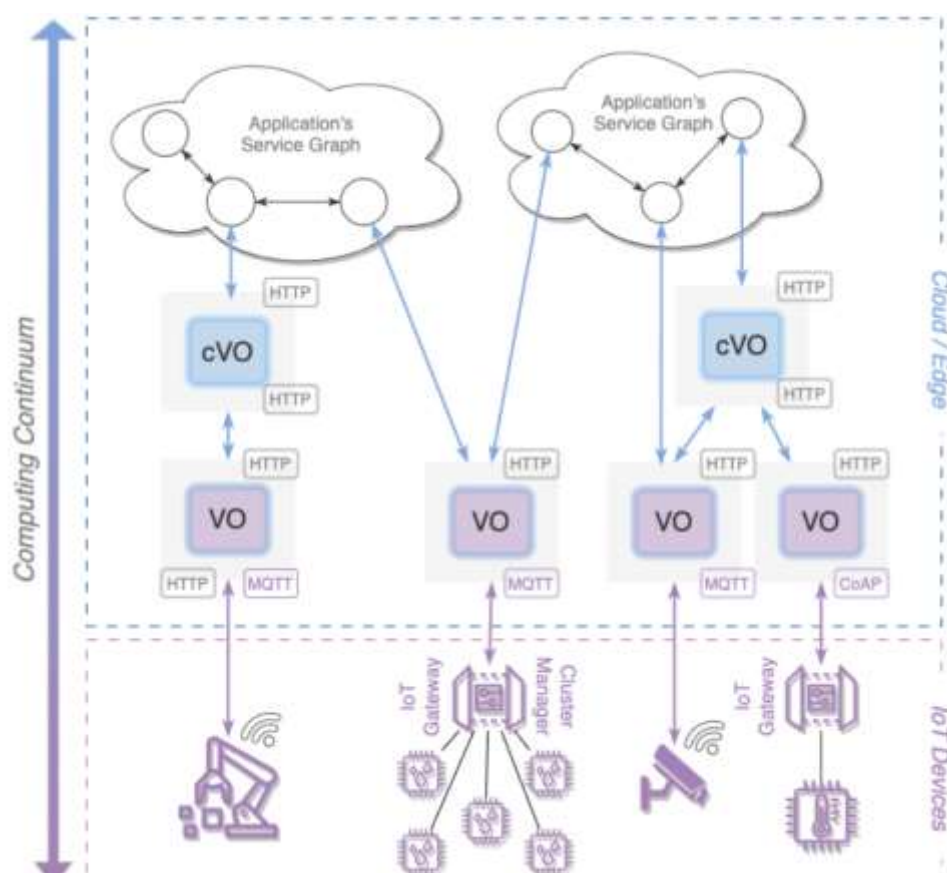 Computing Continuum
Application's
Service Graph
Application's
Service Graph
Cloud / Edge
HTTP
cVO
HTTP
HTTP
cVO
HTTP
HTTP
VO
HTTP
MQTT
HTTP
VO
MQTT
HTTP
VO
MQTT
HTTP
VO
CoAP
IoT
Gateway
Cluster
Manager
IoT
Gateway
IoT Devices